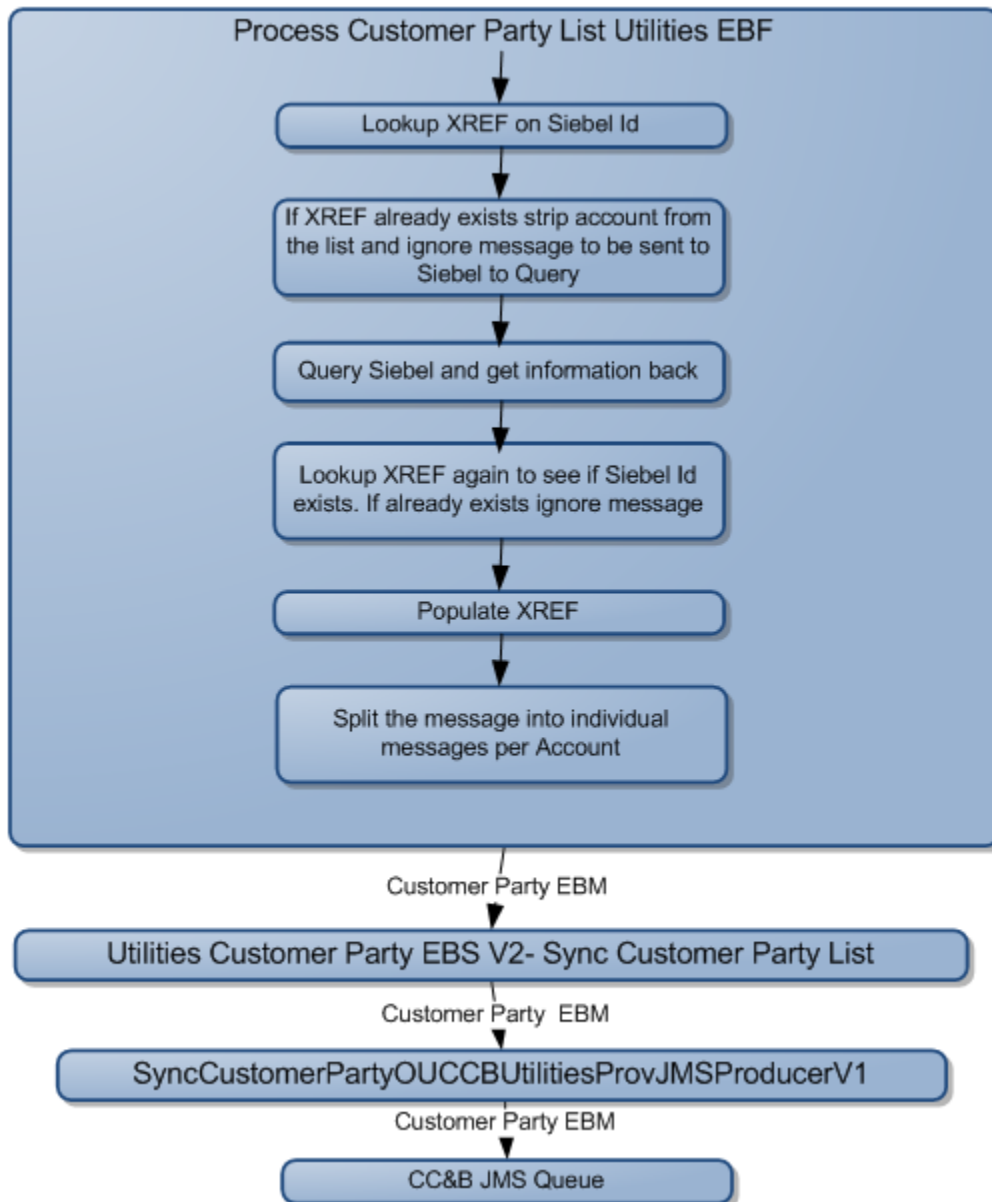 Process Customer Party List Utilities EBF
Lookup XREF on Siebel Id
If XREF already exists strip account from
the list and ignore message to be sent to
Siebel to Query
Query Siebel and get information back
Lookup XREF again to see if Siebel Id
exists. If already exists ignore message
Populate XREF
Split the message into individual
messages per Account
Customer Party EBM
Utilities Customer Party EBS V2- Sync Customer Party List
Customer Party  EBM
SyncCustomerPartyOUCCBUtilitiesProvJMSProducerV1
Customer Party EBM
CC&B JMS Queue